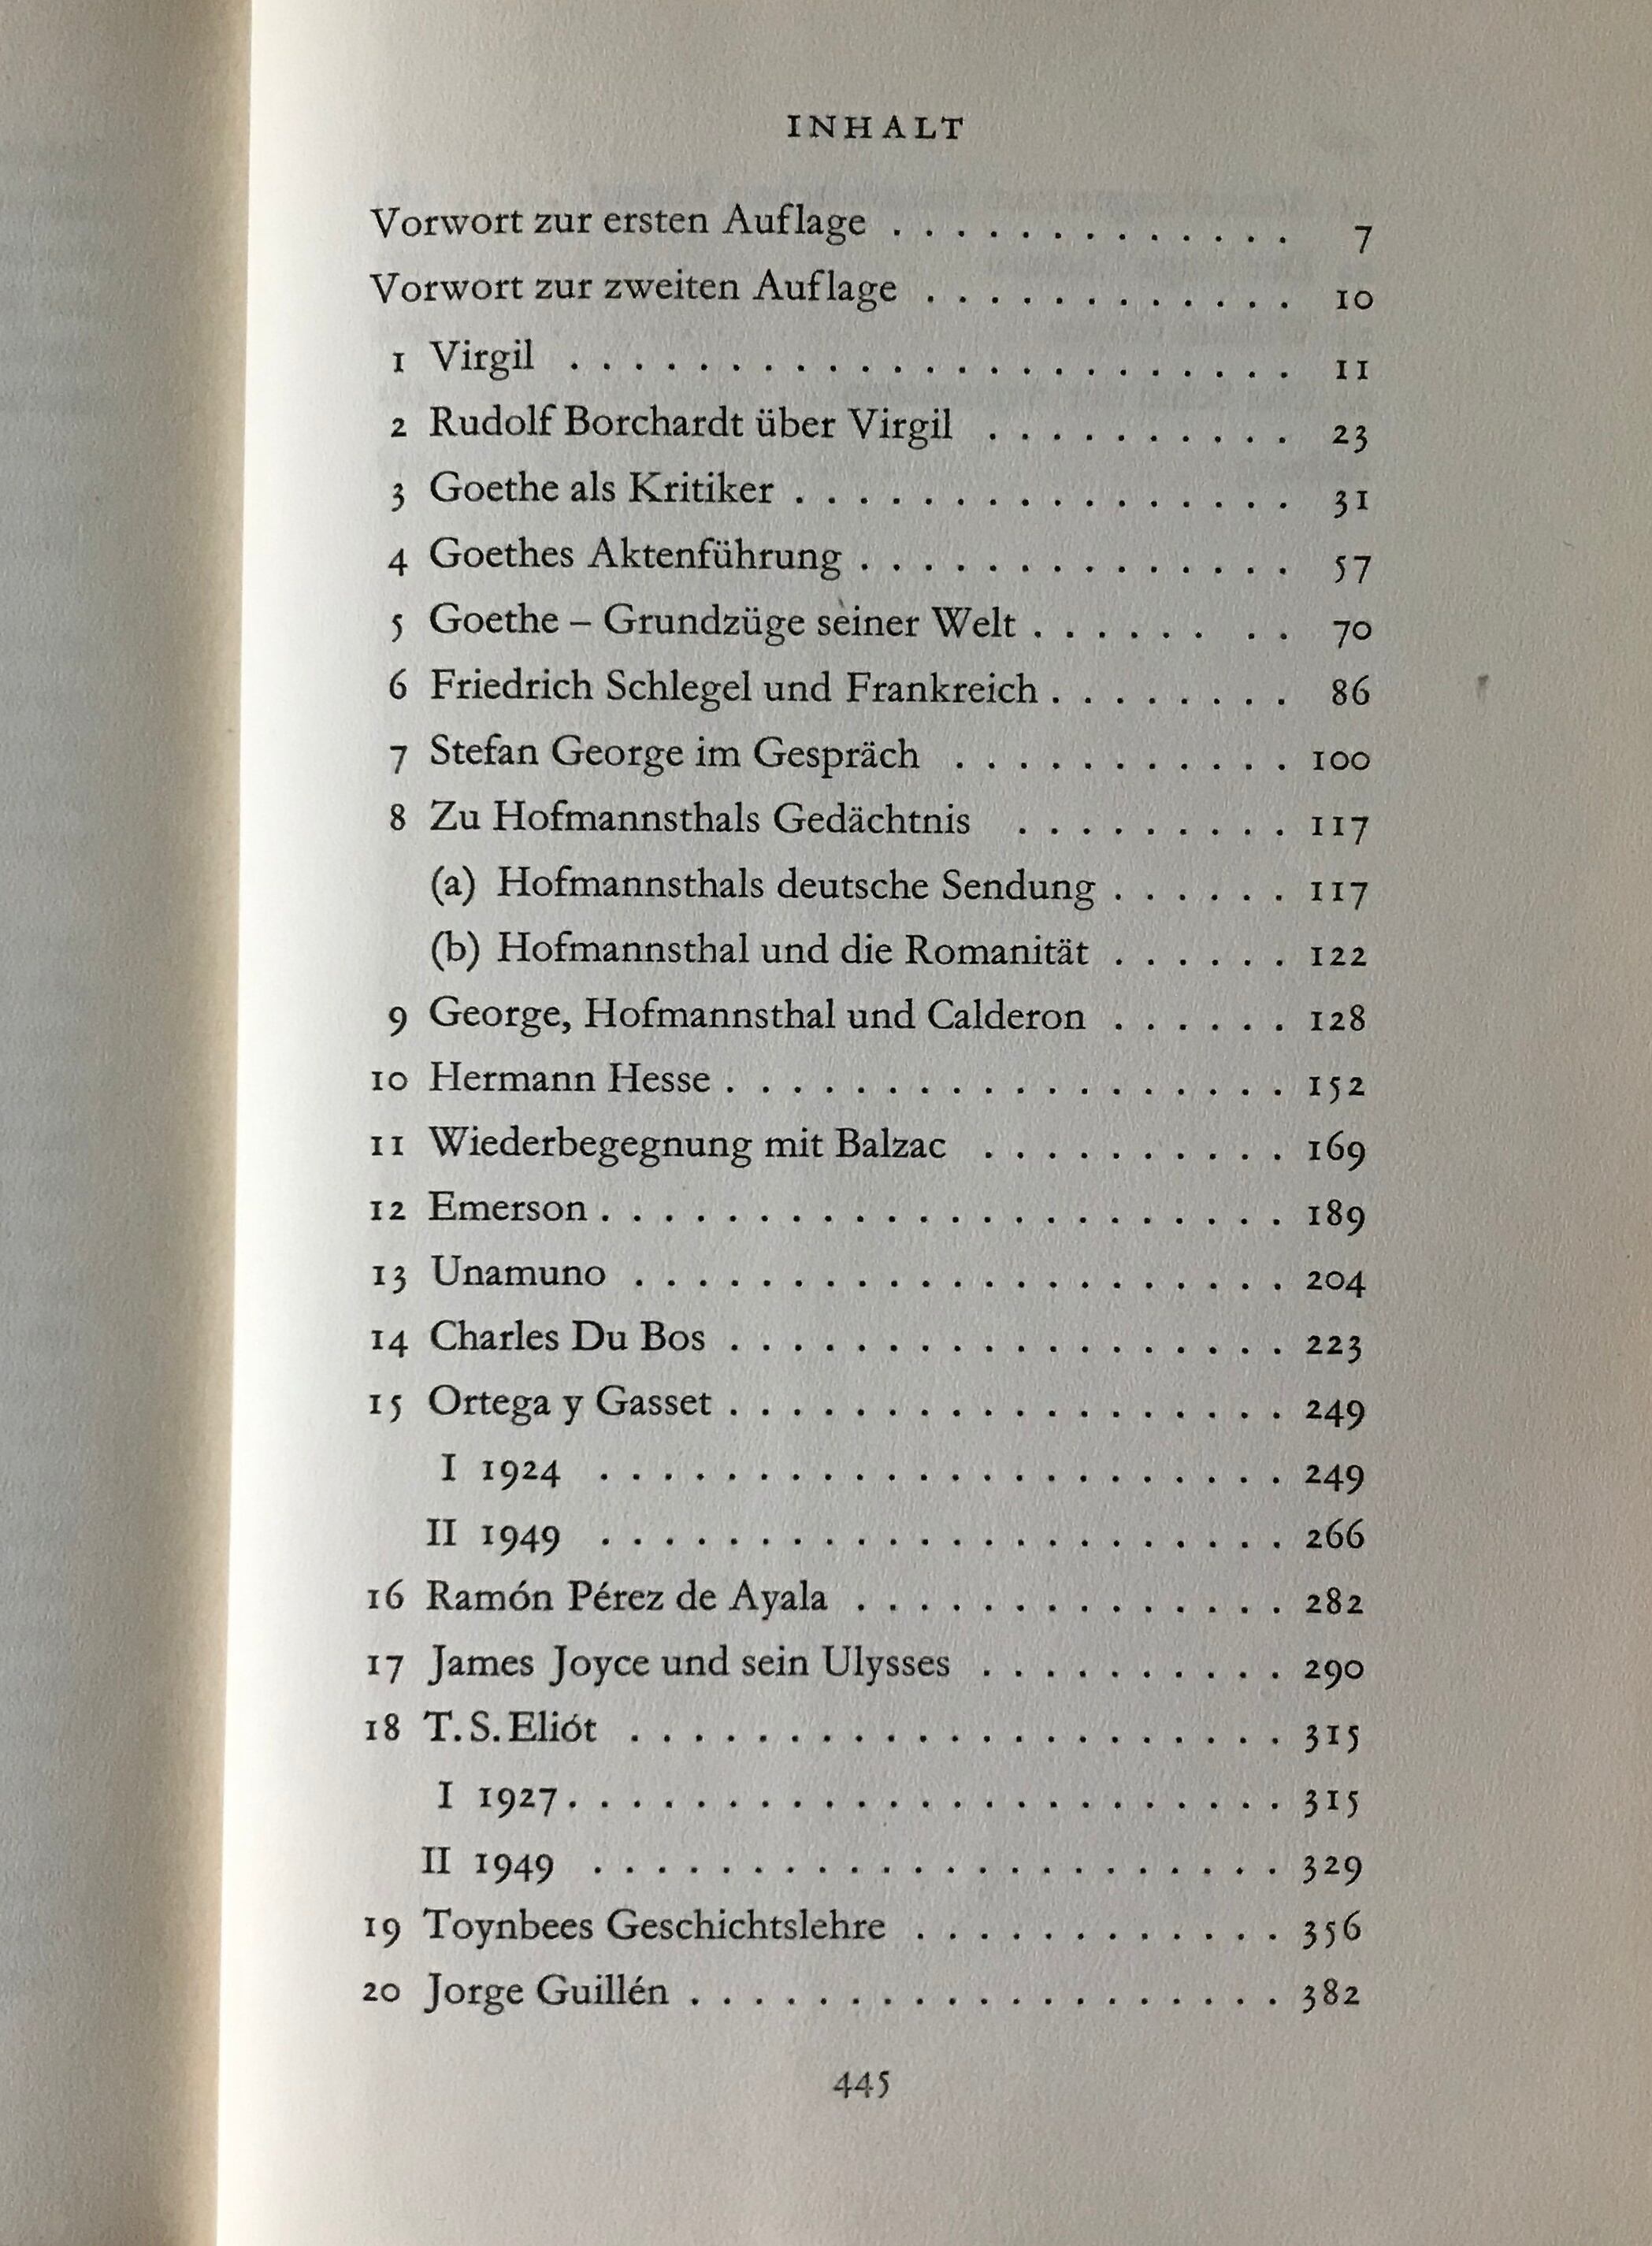 INHALT
Vorwort zur ersten Auflage . . . . . . . . . . . . . 7
Vorwort zur zweiten Auflage . . . . . . . . . . . . 10
1 Virgil . . . . . . . . . . . . . . . . . . . . . . . 11
2 Rudolf Borchardt über Virgil . . . . . . . . . . 23
3 Goethe als Kritiker . . . . . . . . . . . . . . . . 31
4 Goethes Aktenführung . . . . . . . . . . . . . . 57
5 Goethe – Grundzüge seiner Welt . . . . . . . . 70
6 Friedrich Schlegel und Frankreich . . . . . . . . 86
7 Stefan George im Gespräch . . . . . . . . . . . 100
8 Zu Hofmannsthals Gedächtnis . . . . . . . . . 117
(a) Hofmannsthals deutsche Sendung . . . . . . 117
(b) Hofmannsthal und die Romanität . . . . . . 122
9 George, Hofmannsthal und Calderon . . . . . . 128
10 Hermann Hesse . . . . . . . . . . . . . . . . . . 152
11 Wiederbegegnung mit Balzac . . . . . . . . . . 169
12 Emerson . . . . . . . . . . . . . . . . . . . . . . 189
13 Unamuno . . . . . . . . . . . . . . . . . . . . . 204
14 Charles Du Bos . . . . . . . . . . . . . . . . . . 223
15 Ortega y Gasset . . . . . . . . . . . . . . . . . . 249
I 1924 . . . . . . . . . . . . . . . . . . . . . . 249
II 1949 . . . . . . . . . . . . . . . . . . . . . . 266
16 Ramón Pérez de Ayala . . . . . . . . . . . . . . 282
17 James Joyce und sein Ulysses . . . . . . . . . . 290
18 T. S. Eliót . . . . . . . . . . . . . . . . . . . . . 315
I 1927 . . . . . . . . . . . . . . . . . . . . . . . 315
II 1949 . . . . . . . . . . . . . . . . . . . . . . 329
19 Toynbees Geschichtslehre . . . . . . . . . . . . 356
20 Jorge Guillén . . . . . . . . . . . . . . . . . . . 382
445